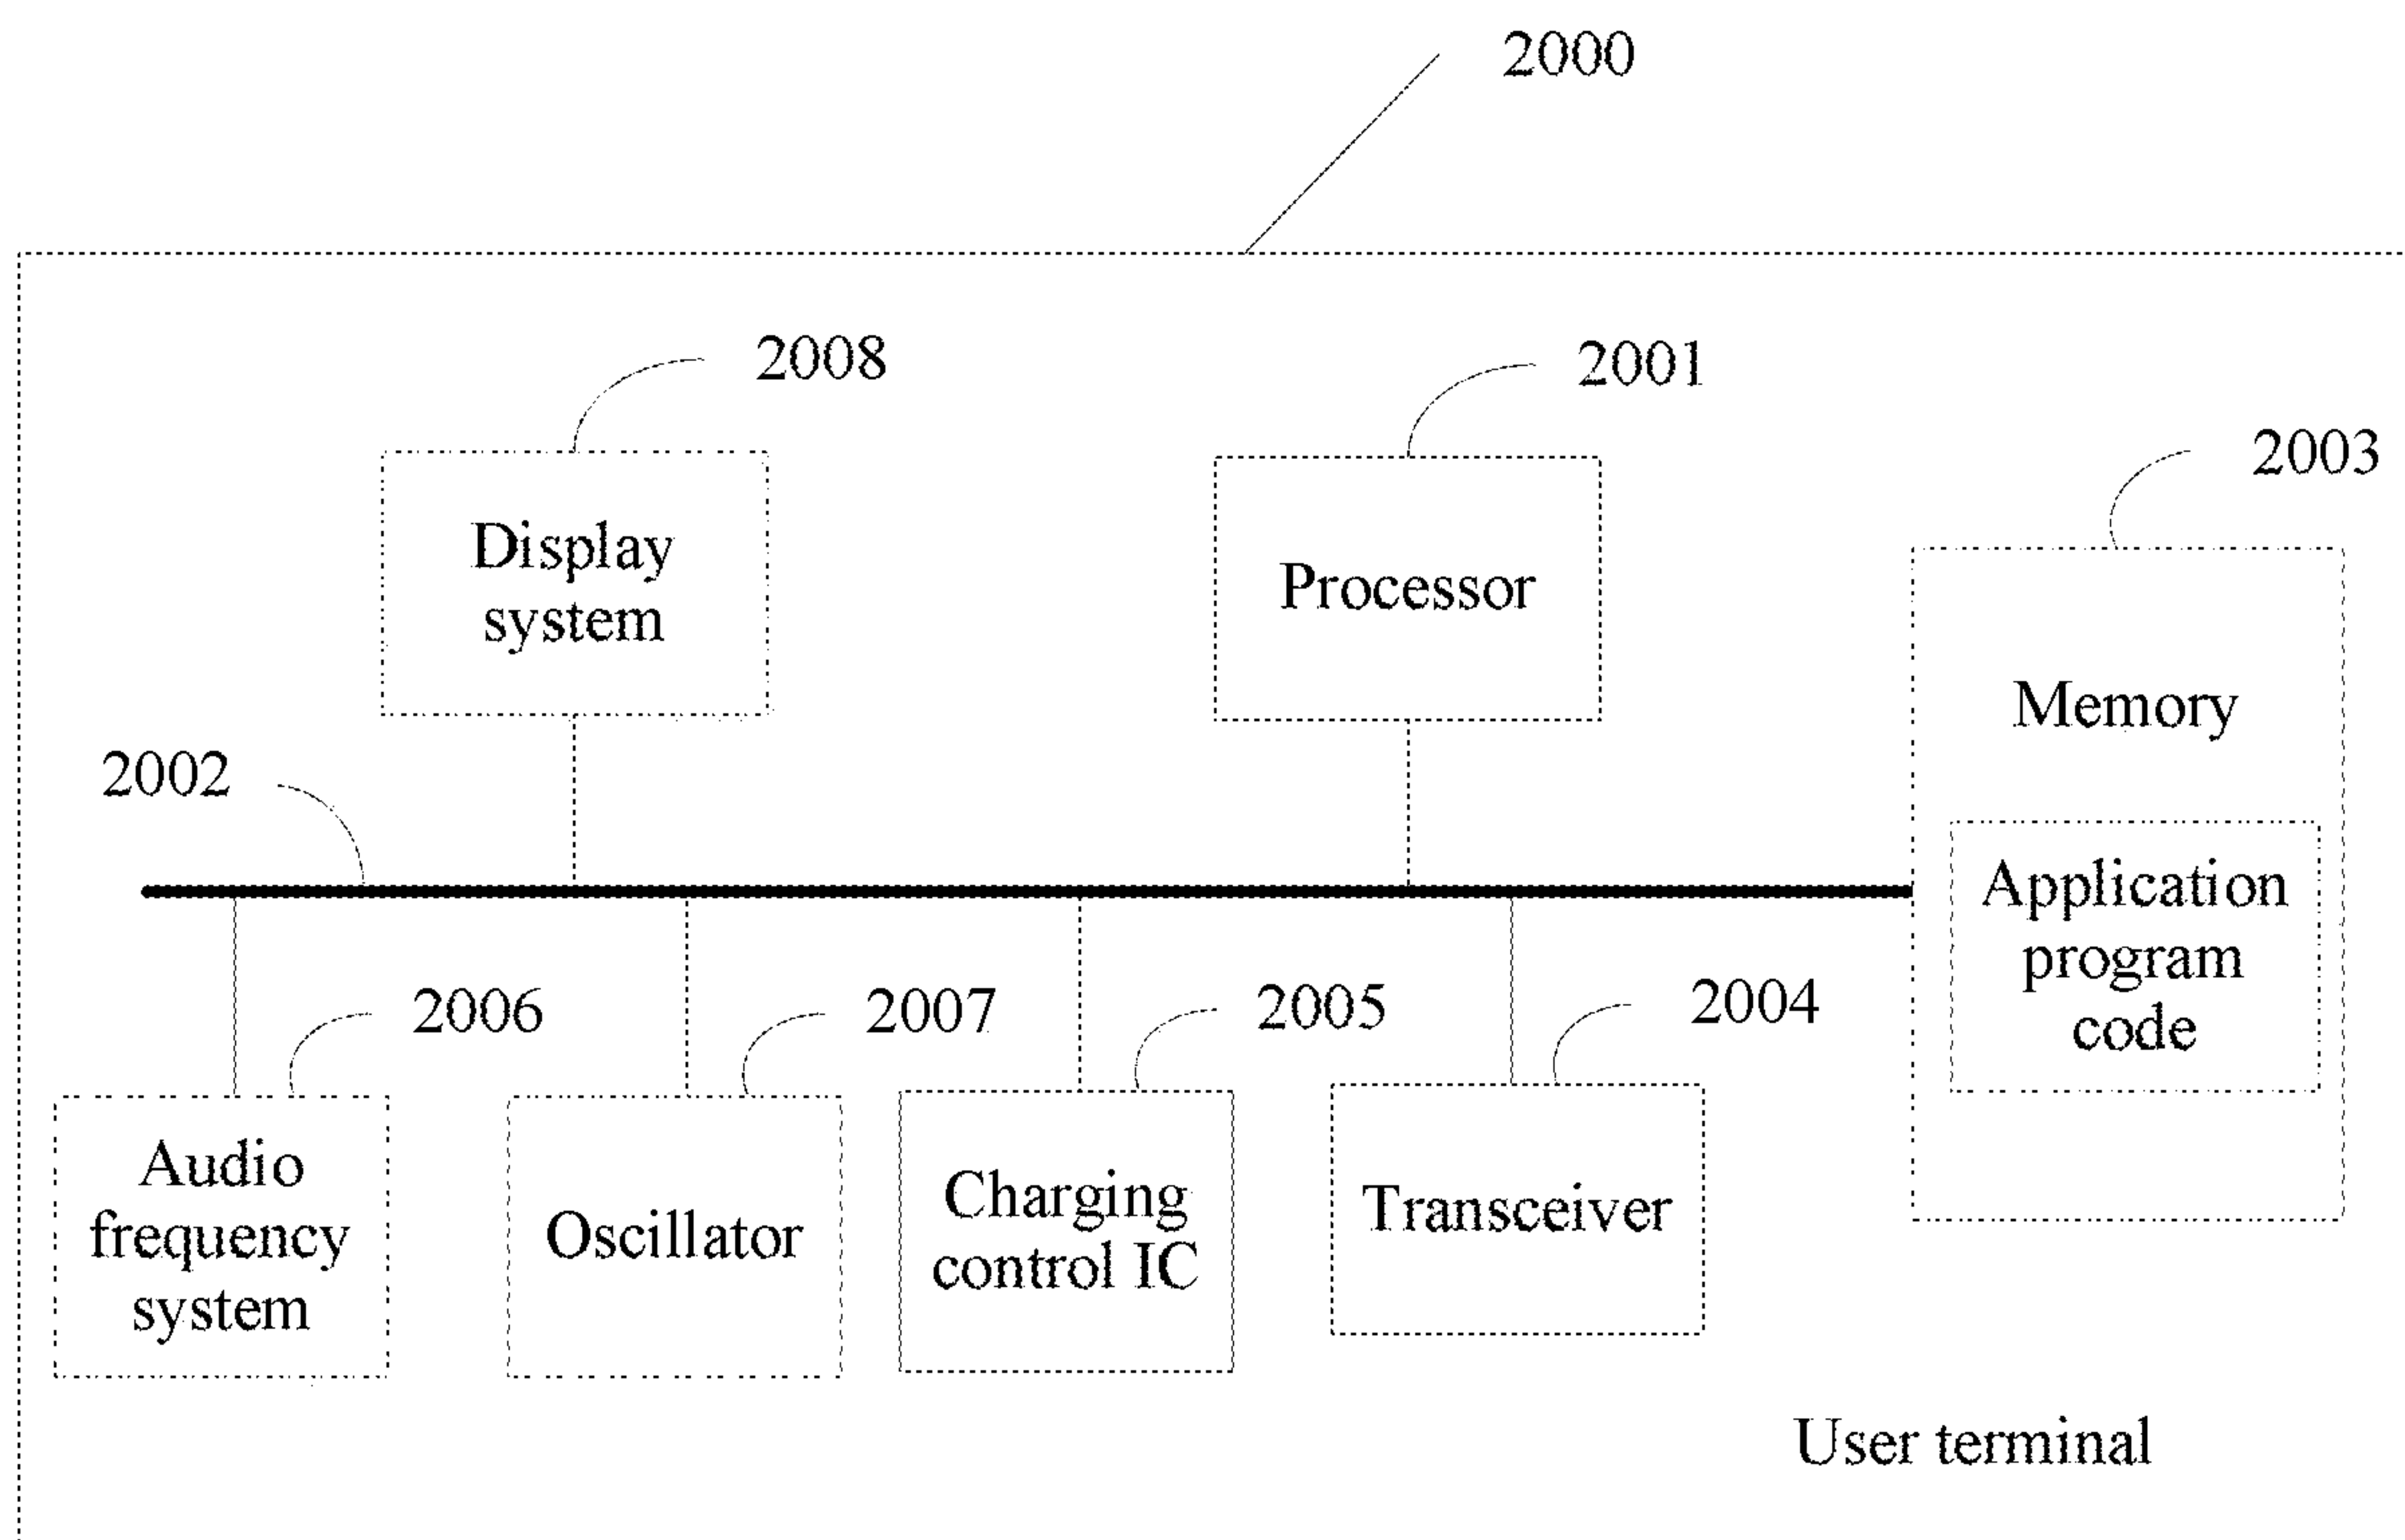 2000
2008
2001
2003
Display
system
Processor
Memory
2002
Application
program
code
2006
2007
2005
2004
Audio
frequency
system
Oscillator
Charging
control IC
Transceiver
User terminal